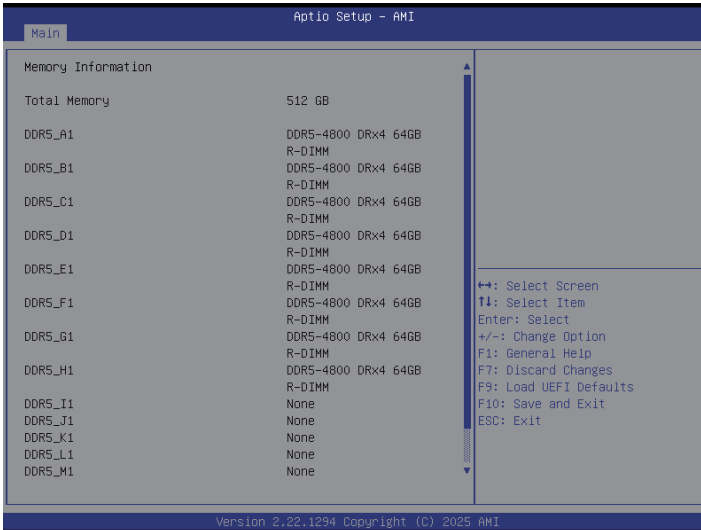 Aptio Setup - AMI
Main
Memory Information
Total Memory 512 GB
DDR5_A1 DDR5-4800 DRx4 64GB
R-DIMM
DDR5_B1 DDR5-4800 DRx4 64GB
R-DIMM
DDR5_C1 DDR5-4800 DRx4 64GB
R-DIMM
DDR5_D1 DDR5-4800 DRx4 64GB
R-DIMM
DDR5_E1 DDR5-4800 DRx4 64GB
R-DIMM
DDR5_F1 DDR5-4800 DRx4 64GB
R-DIMM
DDR5_G1 DDR5-4800 DRx4 64GB
R-DIMM
DDR5_H1 DDR5-4800 DRx4 64GB
R-DIMM
DDR5_I1 None
DDR5_J1 None
DDR5_K1 None
DDR5_L1 None
DDR5_M1 None
↔: Select Screen
↑↓: Select Item
Enter: Select
+/-: Change Option
F1: General Help
F7: Discard Changes
F9: Load UEFI Defaults
F10: Save and Exit
ESC: Exit
Version 2.22.1294 Copyright (C) 2025 AMI